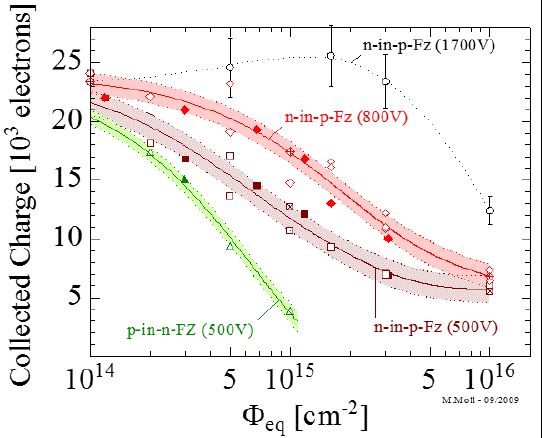 n-in-p-Fz (1700V)
n-in-p-Fz (800V)
n-in-p-Fz (500V)
p-in-n-FZ (500V)
Collected Charge [10³ electrons]
25
20
15
10
5
10¹⁴
5
10¹⁵
5
10¹⁶
Φeq [cm⁻²]
M.Moll - 09/2009